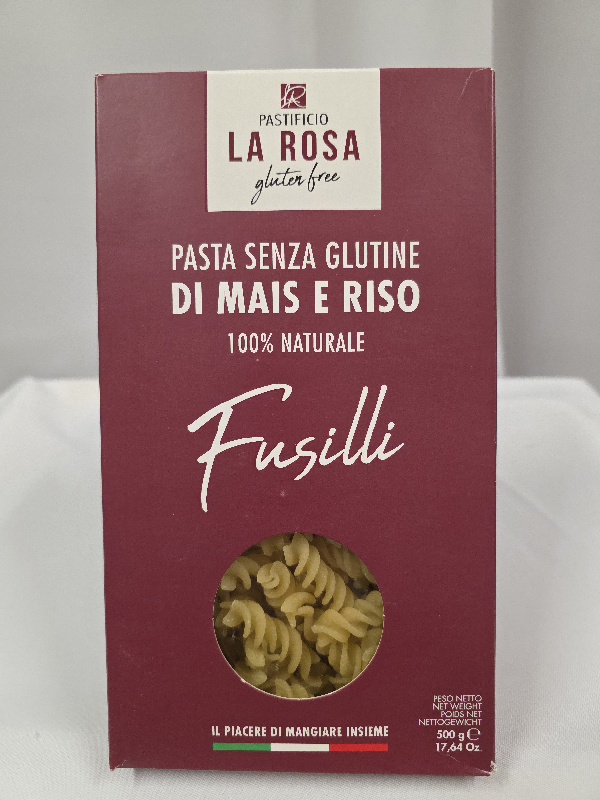 PASTIFICIO
LA ROSA
gluten free
PASTA SENZA GLUTINE
DI MAIS E RISO
100% NATURALE
Fusilli
IL PIACERE DI MANGIARE INSIEME
PESO NETTO
NET WEIGHT
POIDS NET
NETTOGEWICHT
500 g ℮
17,64 Oz.